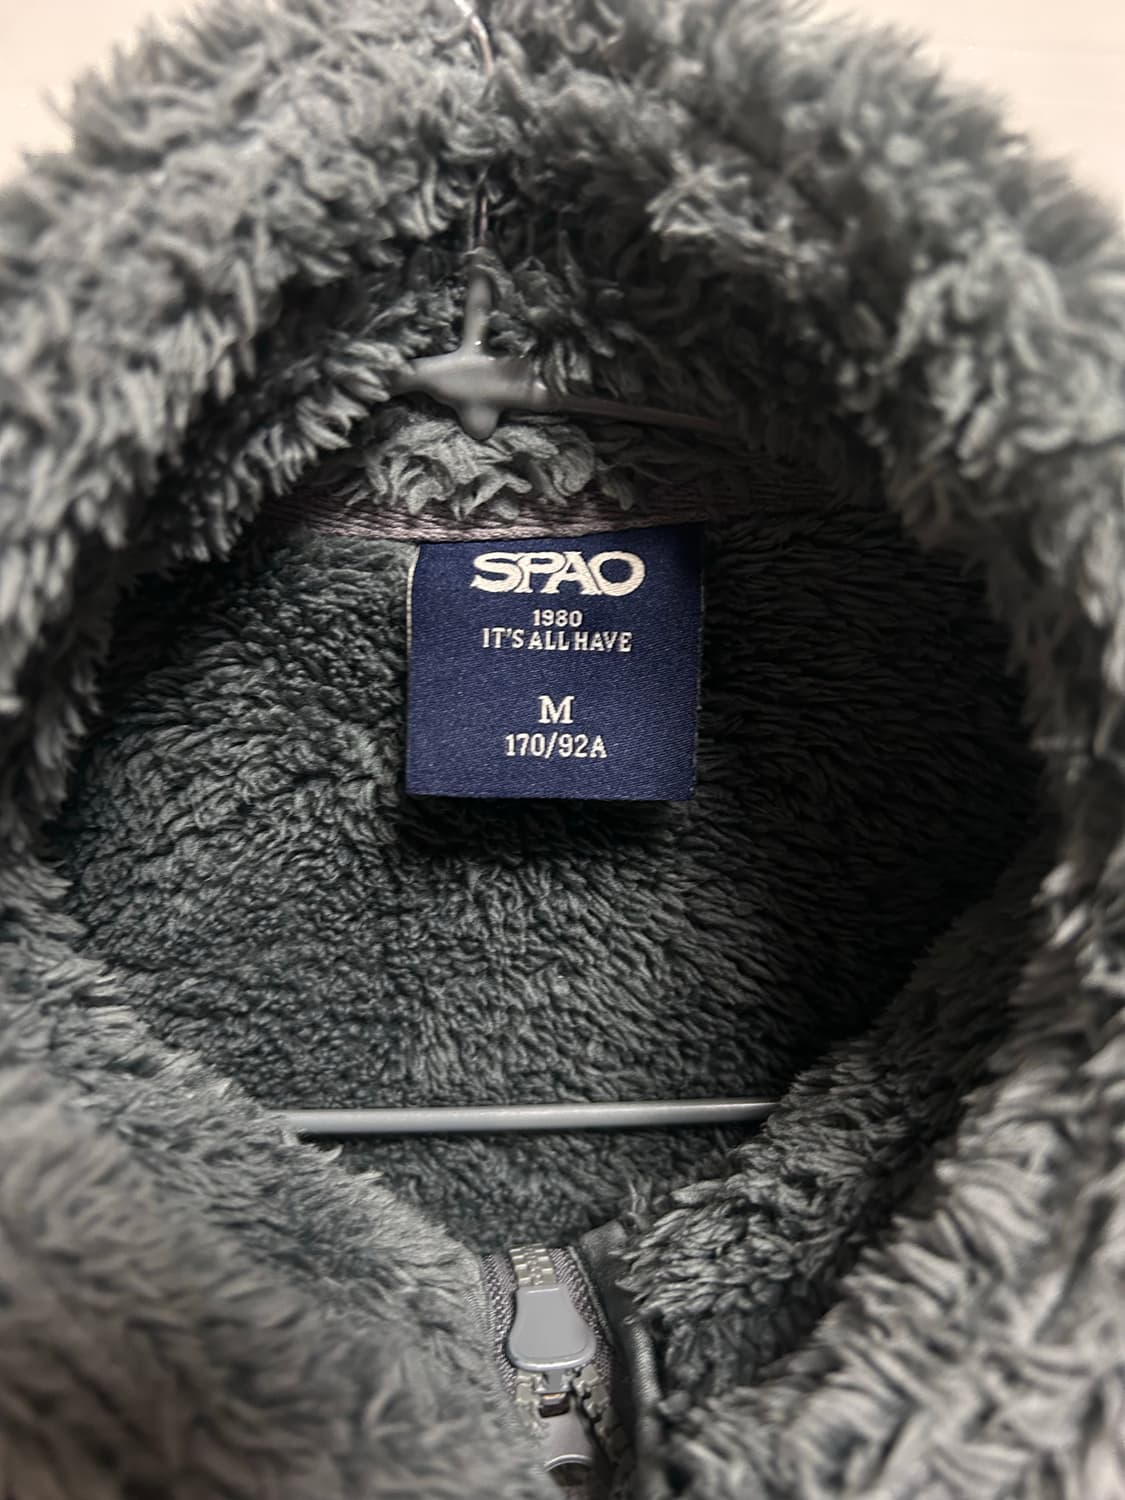 SPAO
1980
IT'S ALL HAVE
M
170/92A